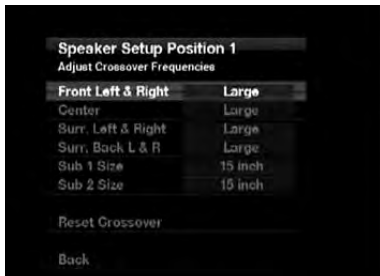 Speaker Setup Position 1
Adjust Crossover Frequencies
Front Left & Right Large
Center Large
Surr. Left & Right Large
Surr. Back L & R Large
Sub 1 Size 15 inch
Sub 2 Size 15 inch
Reset Crossover
Back